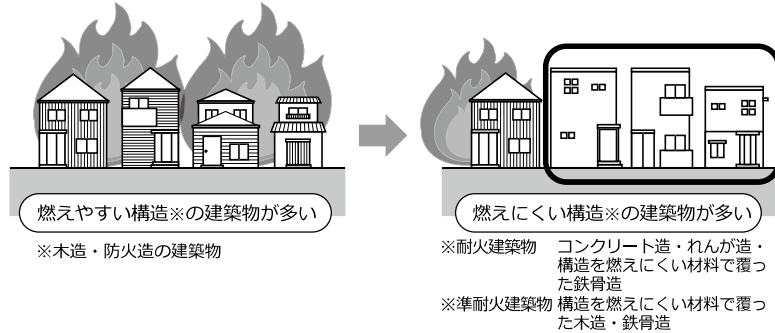 燃えやすい構造※の建築物が多い
※木造・防火造の建築物
燃えにくい構造※の建築物が多い
※耐火建築物 コンクリート造・れんが造・
構造を燃えにくい材料で覆っ
た鉄骨造
※準耐火建築物 構造を燃えにくい材料で覆っ
た木造・鉄骨造